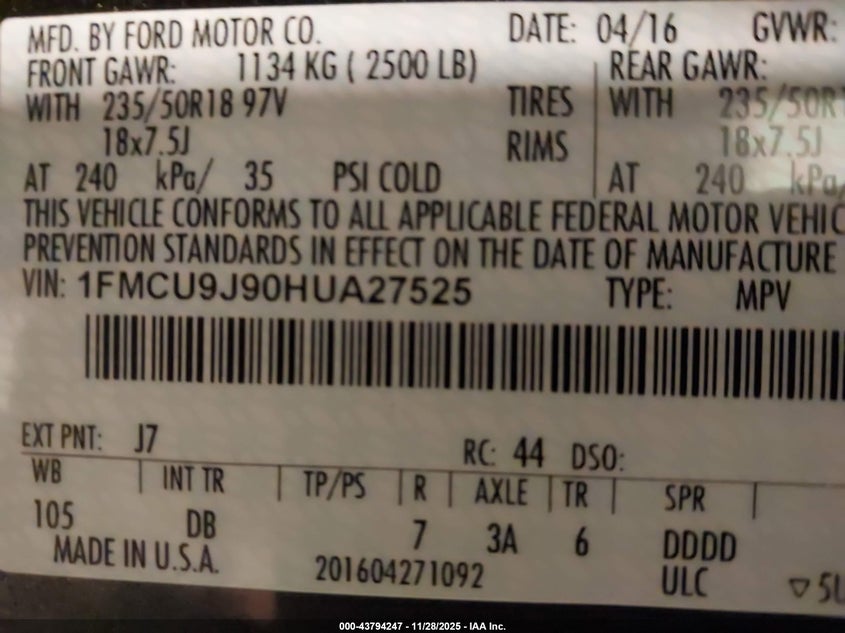 MFD. BY FORD MOTOR CO. DATE: 04/16 GVWR:
FRONT GAWR: 1134 KG ( 2500 LB) REAR GAWR:
WITH 235/50R18 97V TIRES WITH 235/50R1
18x7.5J RIMS 18x7.5J
AT 240 kPa/ 35 PSI COLD AT 240 kPa/
THIS VEHICLE CONFORMS TO ALL APPLICABLE FEDERAL MOTOR VEHIC
PREVENTION STANDARDS IN EFFECT ON THE DATE OF MANUFACTURE
VIN: 1FMCU9J90HUA27525 TYPE: MPV
EXT PNT: J7 RC: 44 DSO:
WB INT TR TP/PS R AXLE TR SPR
105 DB 7 3A 6 DDDD
MADE IN U.S.A. 201604271092 ULC ▽5U
000-43794247 - 11/28/2025 - IAA Inc.